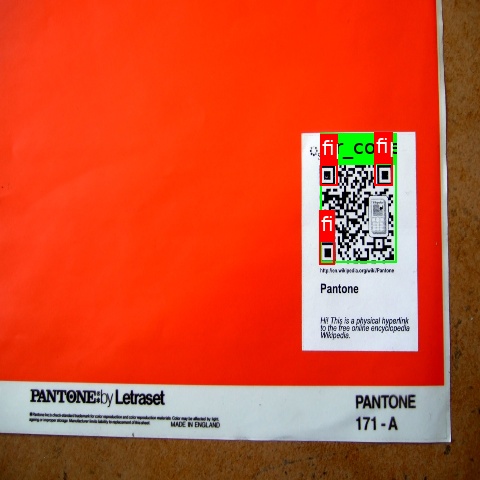 fi r_co fi e
fi
http://en.wikipedia.org/wiki/Pantone
Pantone
Hi! This is a physical hyperlink
to the free online encyclopedia
Wikipedia.
PANTONE by Letraset
PANTONE
171 - A
MADE IN ENGLAND